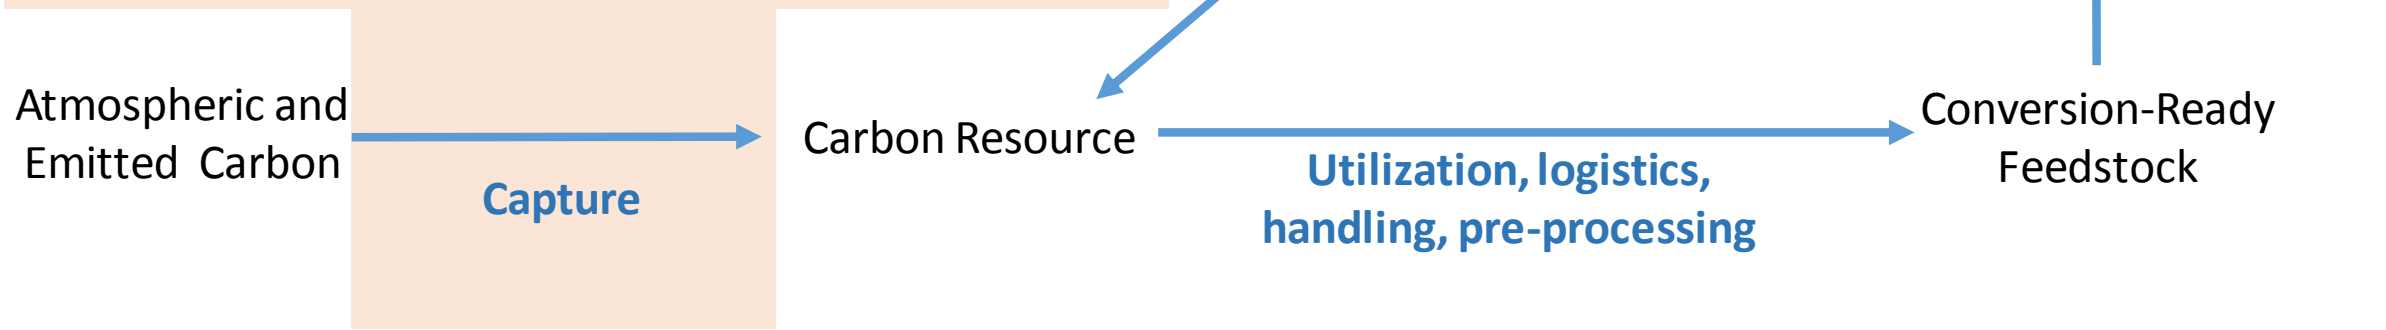 Atmospheric and
Emitted Carbon
Capture
Carbon Resource
Utilization, logistics,
handling, pre-processing
Conversion-Ready
Feedstock